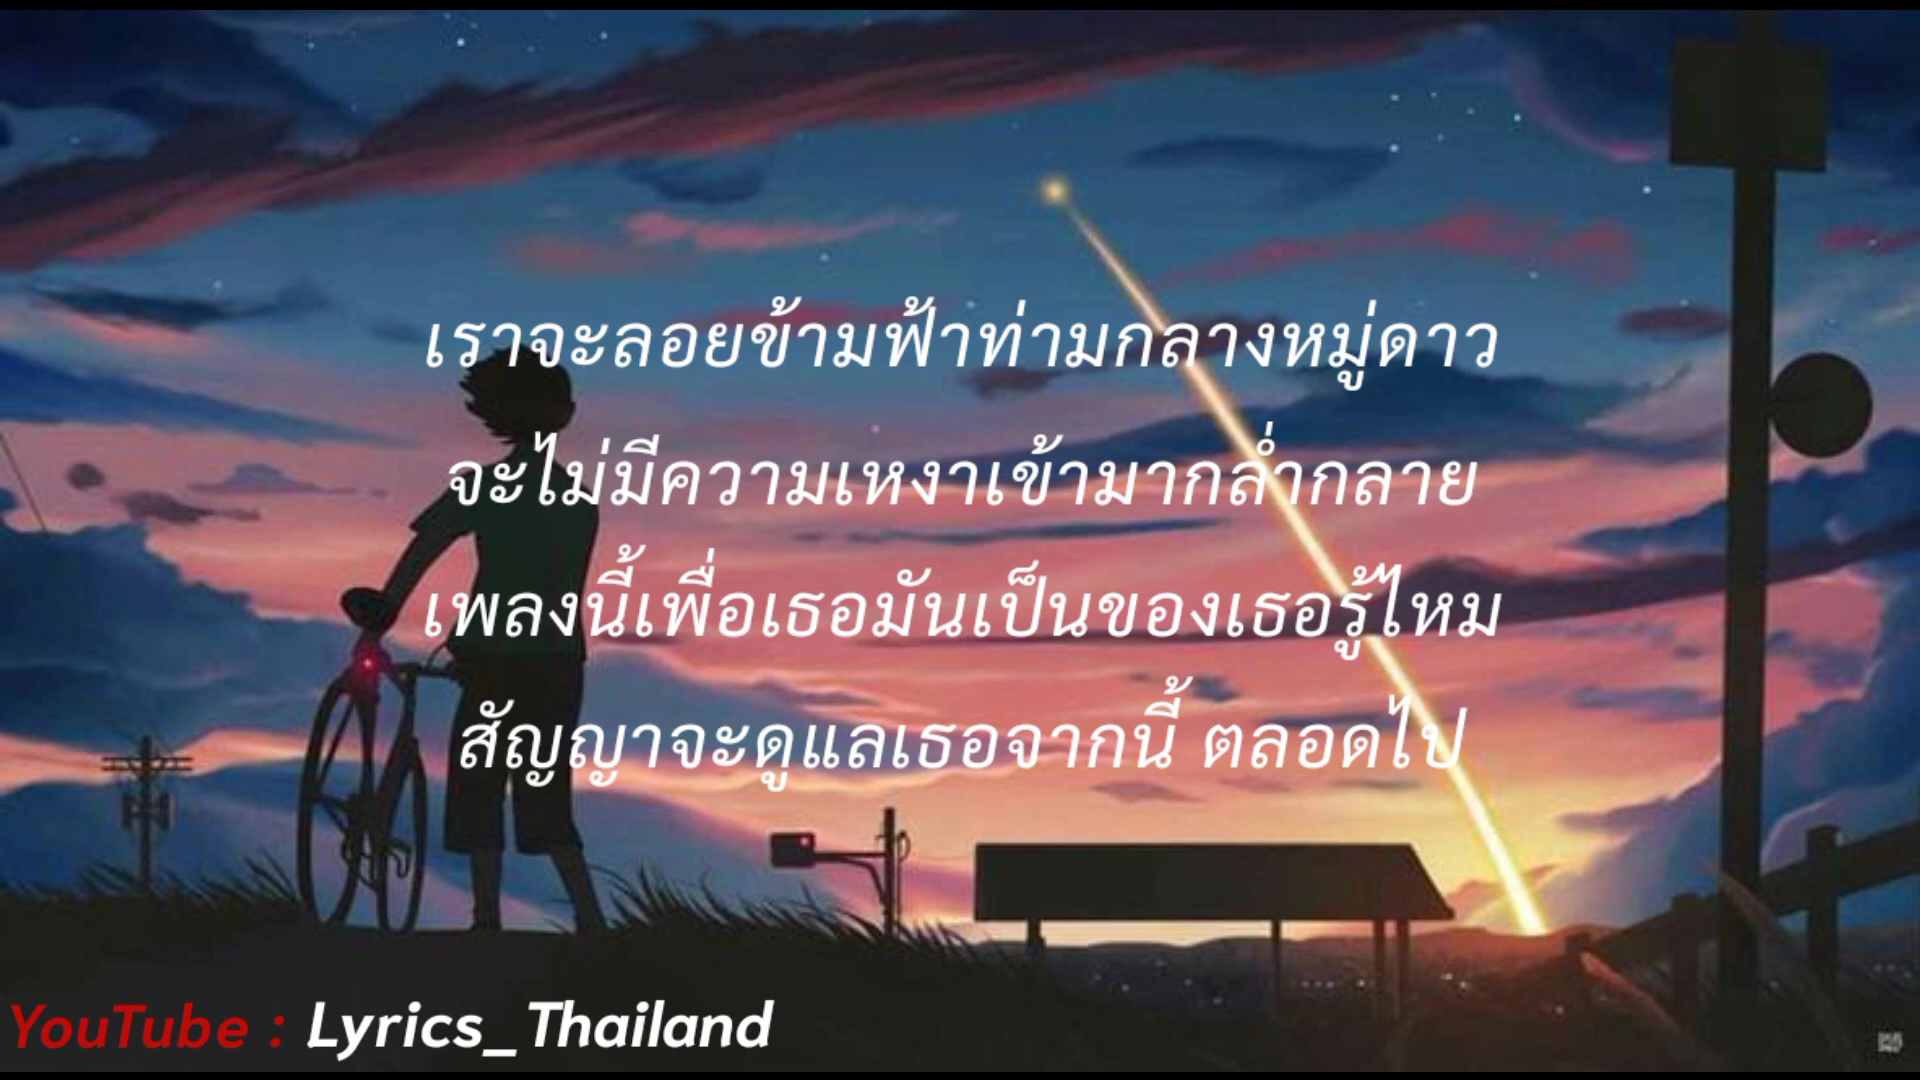 เราจะลอยข้ามฟ้าท่ามกลางหมู่ดาว
จะไม่มีความเหงาเข้ามากล่ำกลาย
เพลงนี้เพื่อเธอมันเป็นของเธอรู้ไหม
สัญญาจะดูแลเธอจากนี้ ตลอดไป
YouTube : Lyrics_Thailand